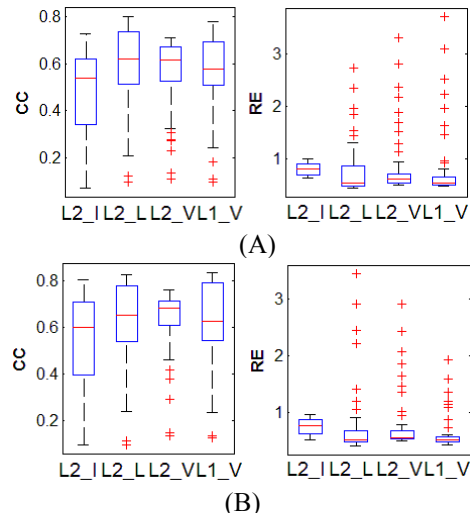 0.8
0.6
0.4
0.2
CC
L2_I L2_L L2_V L1_V
3
2
1
RE
L2_I L2_L L2_V L1_V
(A)
0.8
0.6
0.4
0.2
CC
L2_I L2_L L2_V L1_V
3
2
1
RE
L2_I L2_L L2_V L1_V
(B)